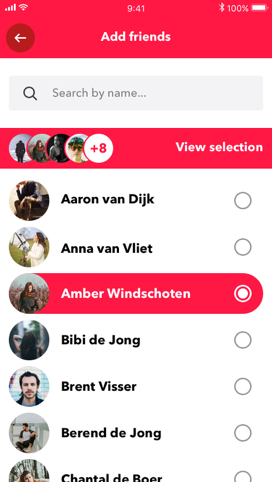 9:41
100%
Add friends
Search by name...
+8
View selection
Aaron van Dijk
Anna van Vliet
Amber Windschoten
Bibi de Jong
Brent Visser
Berend de Jong
Chantal de Boer